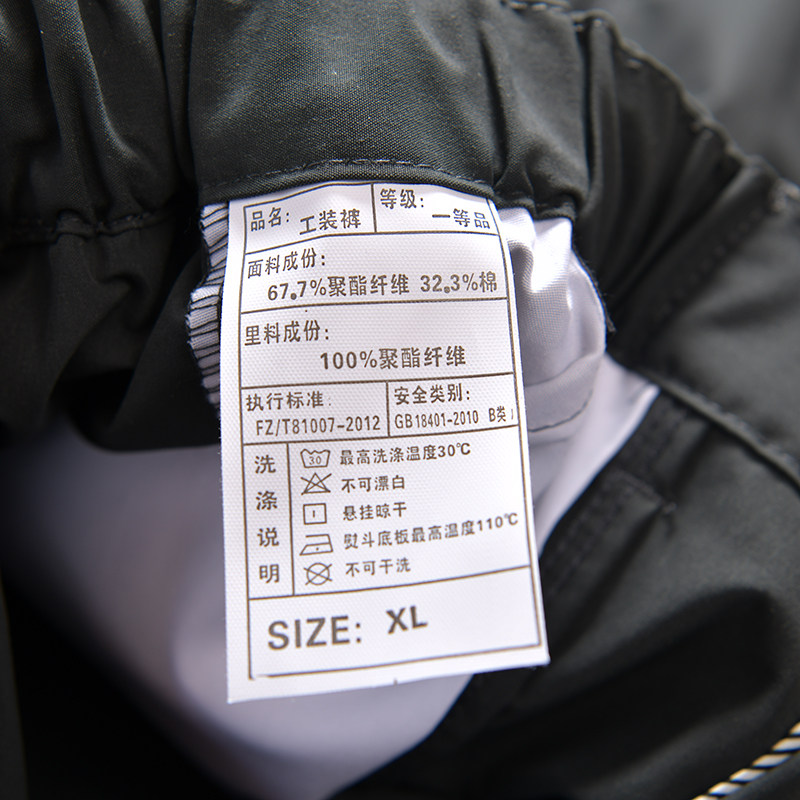 品名: 工装裤
等级: 一等品
面料成份:
67.7%聚酯纤维 32.3%棉
里料成份:
100%聚酯纤维
执行标准:
FZ/T81007-2012
安全类别:
GB18401-2010 B类
洗涤说明
30 最高洗涤温度30℃
不可漂白
悬挂晾干
熨斗底板最高温度110℃
不可干洗
SIZE: XL